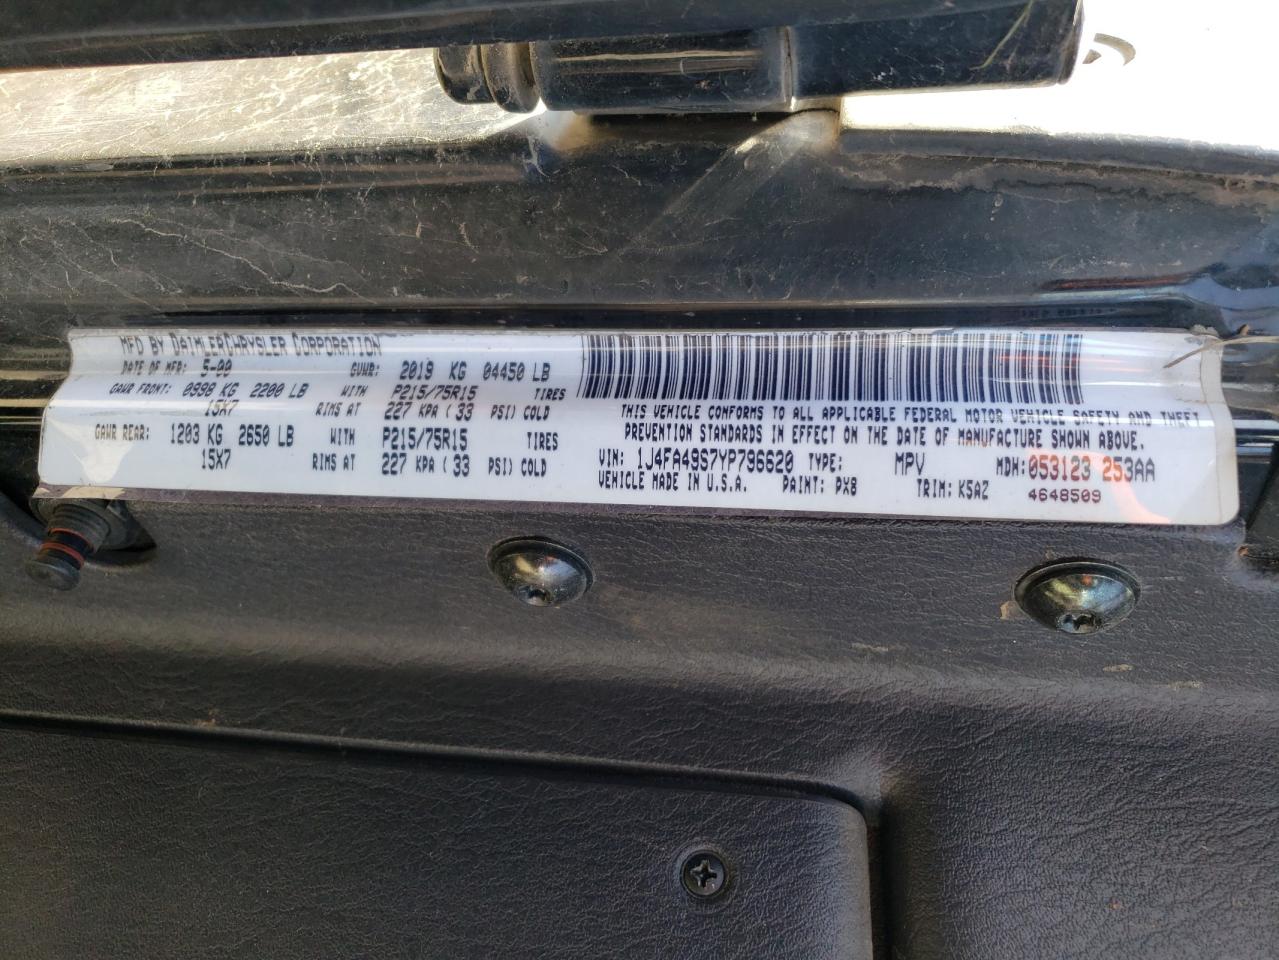 MFD BY DAIMLERCHRYSLER CORPORATION
DATE OF MFR: 5-00 GVWR: 2019 KG 04450 LB
GAWR FRONT: 0998 KG 2200 LB WITH P215/75R15 TIRES
15X7 RIMS AT 227 KPA ( 33 PSI) COLD
GAWR REAR: 1203 KG 2650 LB WITH P215/75R15 TIRES
15X7 RIMS AT 227 KPA ( 33 PSI) COLD
THIS VEHICLE CONFORMS TO ALL APPLICABLE FEDERAL MOTOR VEHICLE SAFETY AND THEFT
PREVENTION STANDARDS IN EFFECT ON THE DATE OF MANUFACTURE SHOWN ABOVE.
VIN: 1J4FA49S7YP796620 TYPE: MPV MDH: 053123 253AA
VEHICLE MADE IN U.S.A. PAINT: PX8 TRIM: K5AZ 4648509